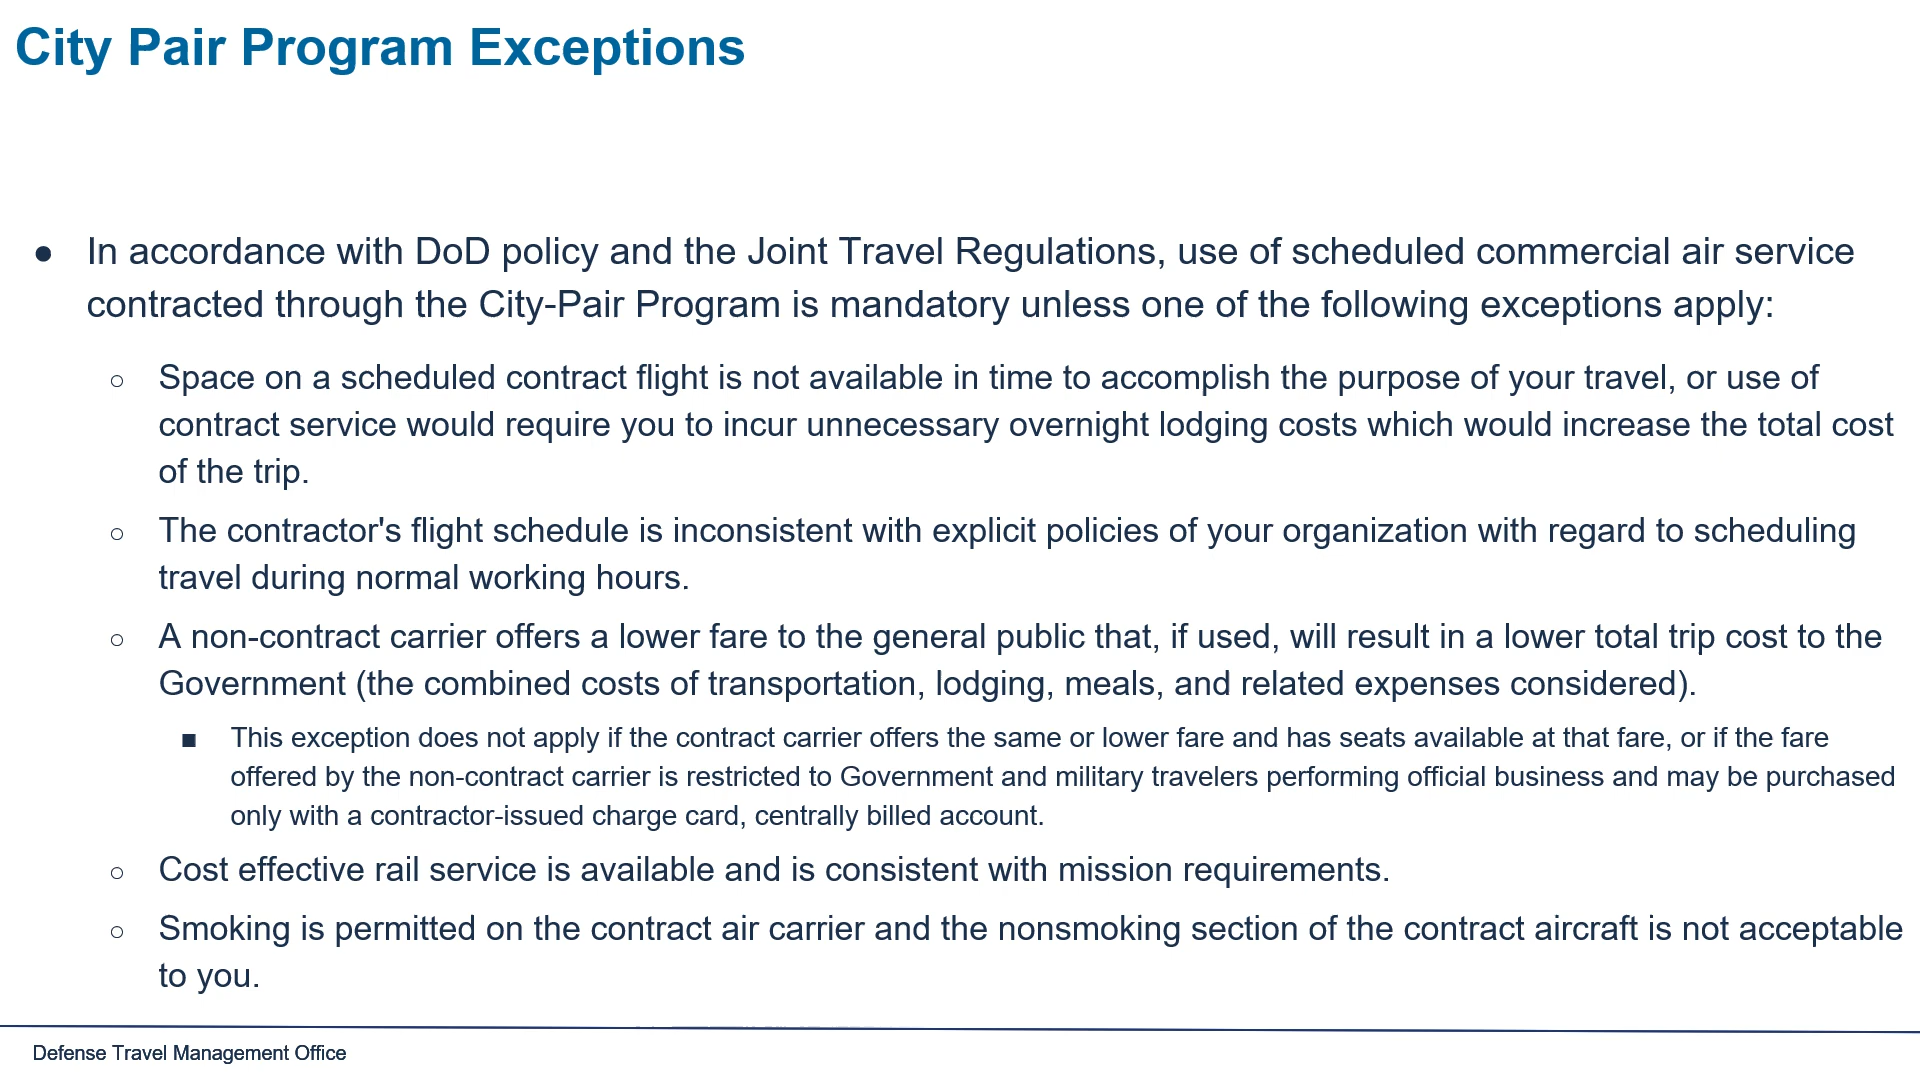 City Pair Program Exceptions
● In accordance with DoD policy and the Joint Travel Regulations, use of scheduled commercial air service
contracted through the City-Pair Program is mandatory unless one of the following exceptions apply:
○ Space on a scheduled contract flight is not available in time to accomplish the purpose of your travel, or use of
contract service would require you to incur unnecessary overnight lodging costs which would increase the total cost
of the trip.
○ The contractor's flight schedule is inconsistent with explicit policies of your organization with regard to scheduling
travel during normal working hours.
○ A non-contract carrier offers a lower fare to the general public that, if used, will result in a lower total trip cost to the
Government (the combined costs of transportation, lodging, meals, and related expenses considered).
■ This exception does not apply if the contract carrier offers the same or lower fare and has seats available at that fare, or if the fare
offered by the non-contract carrier is restricted to Government and military travelers performing official business and may be purchased
only with a contractor-issued charge card, centrally billed account.
○ Cost effective rail service is available and is consistent with mission requirements.
○ Smoking is permitted on the contract air carrier and the nonsmoking section of the contract aircraft is not acceptable
to you.
Defense Travel Management Office